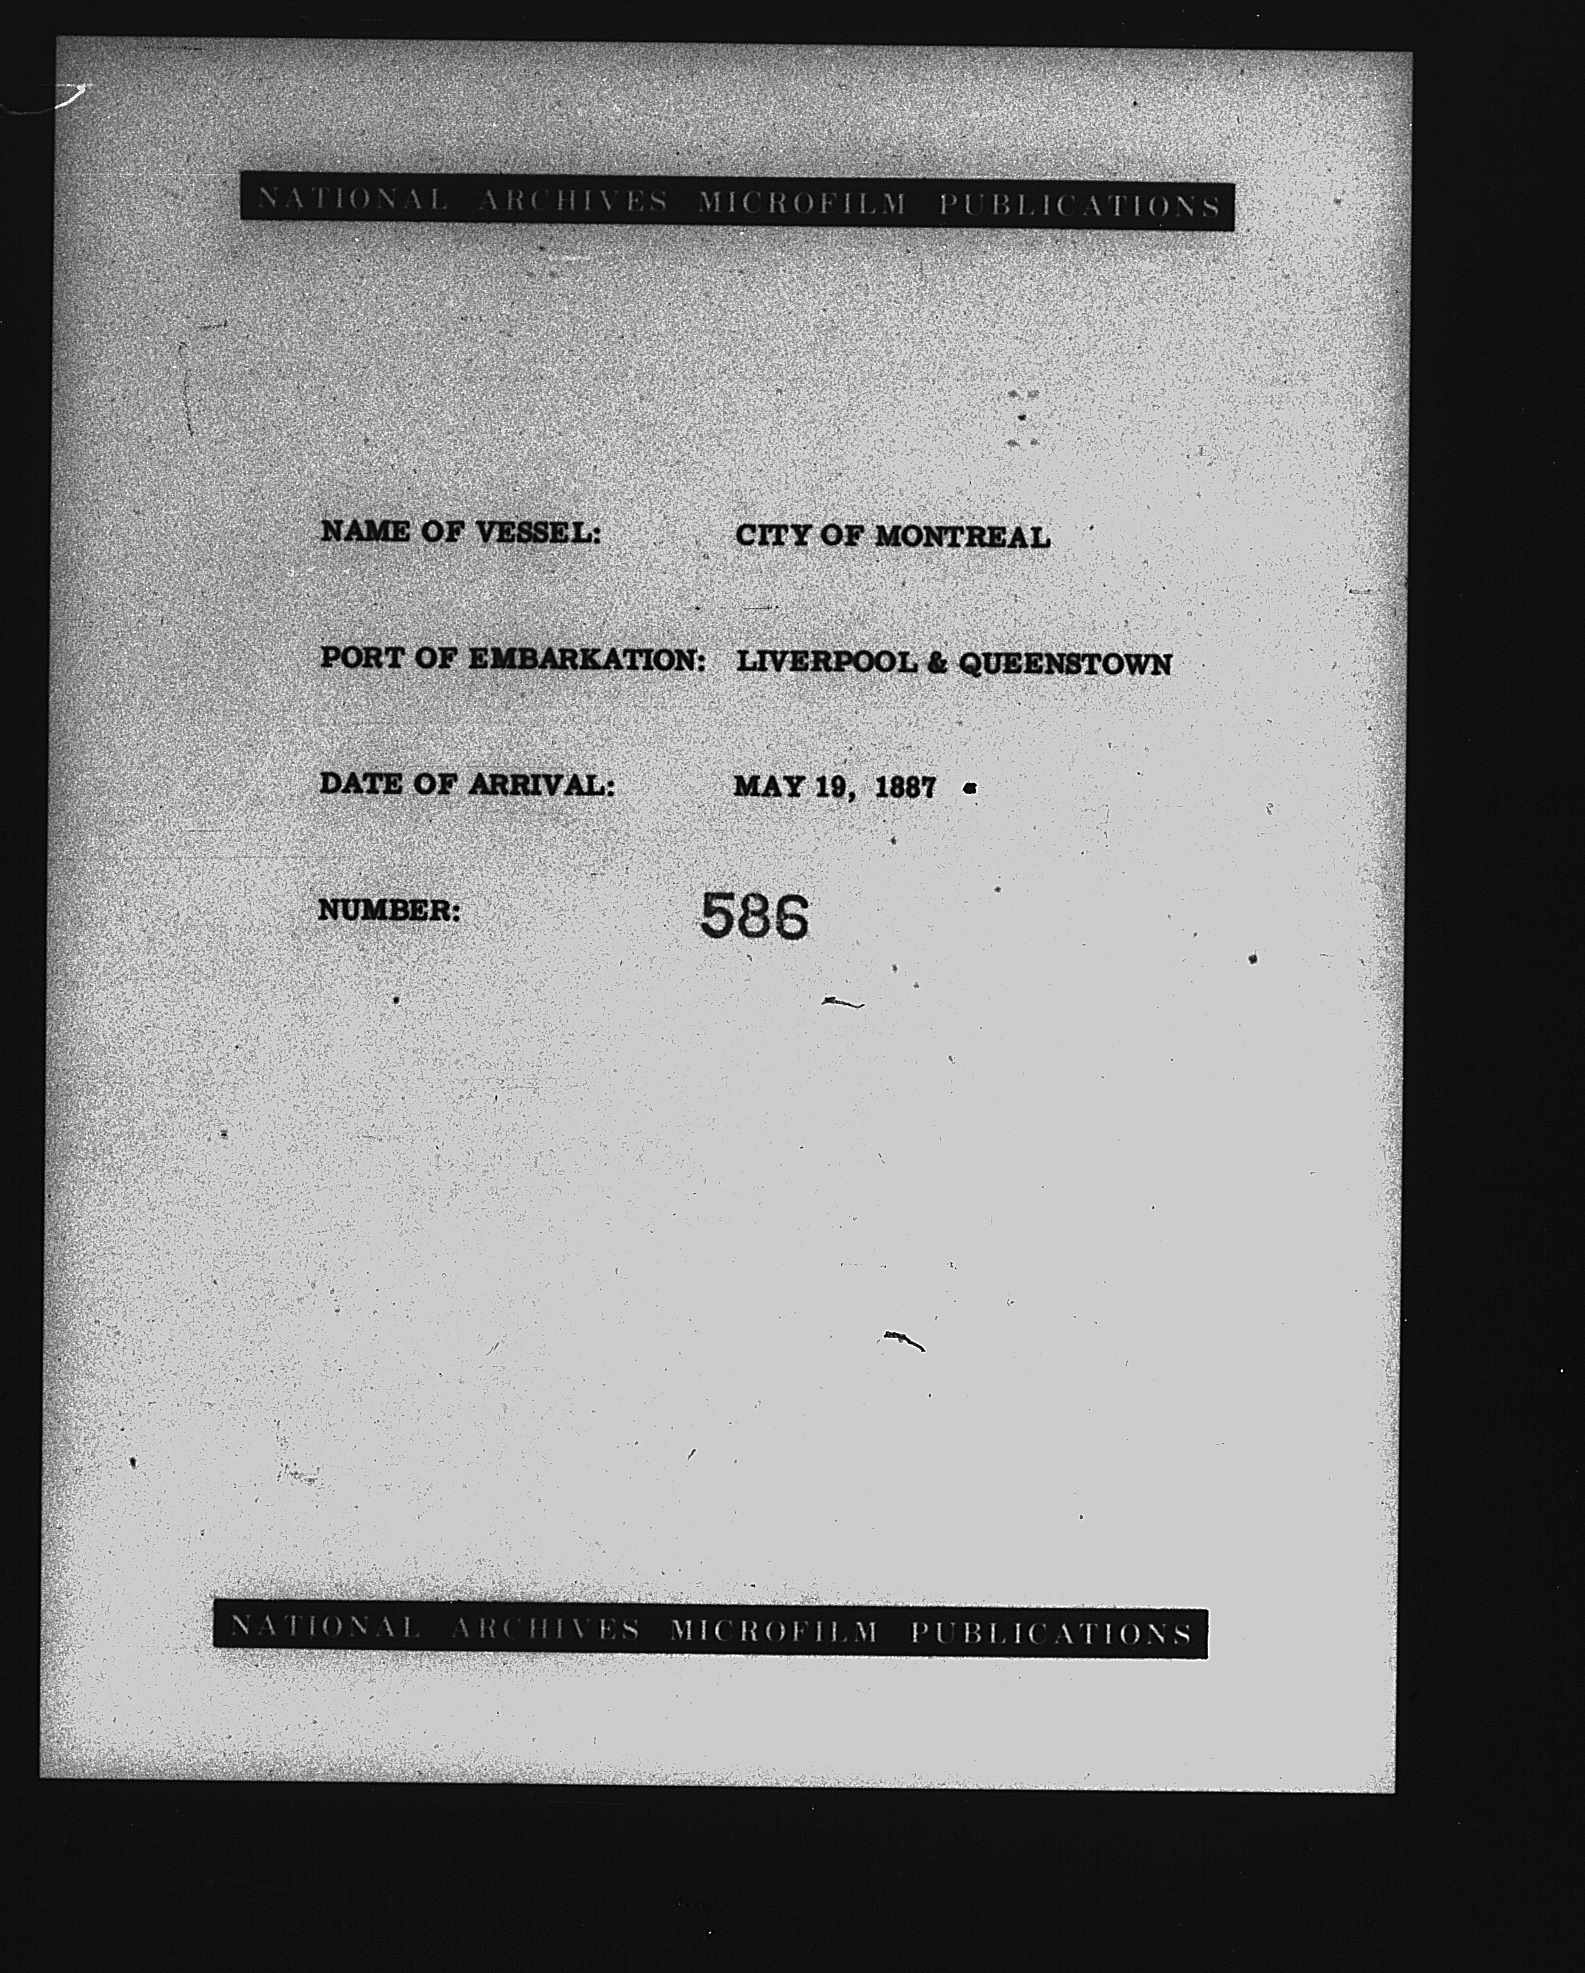 NATIONAL ARCHIVES MICROFILM PUBLICATIONS
NAME OF VESSEL: CITY OF MONTREAL
PORT OF EMBARKATION: LIVERPOOL & QUEENSTOWN
DATE OF ARRIVAL: MAY 19, 1887
NUMBER: 586
NATIONAL ARCHIVES MICROFILM PUBLICATIONS